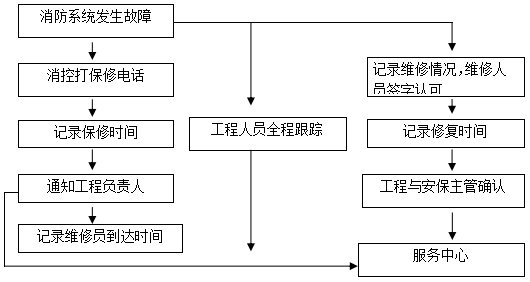 消防系统发生故障
消控打保修电话
记录保修时间
通知工程负责人
记录维修员到达时间
工程人员全程跟踪
记录维修情况,维修人
员签字认可
记录修复时间
工程与安保主管确认
服务中心